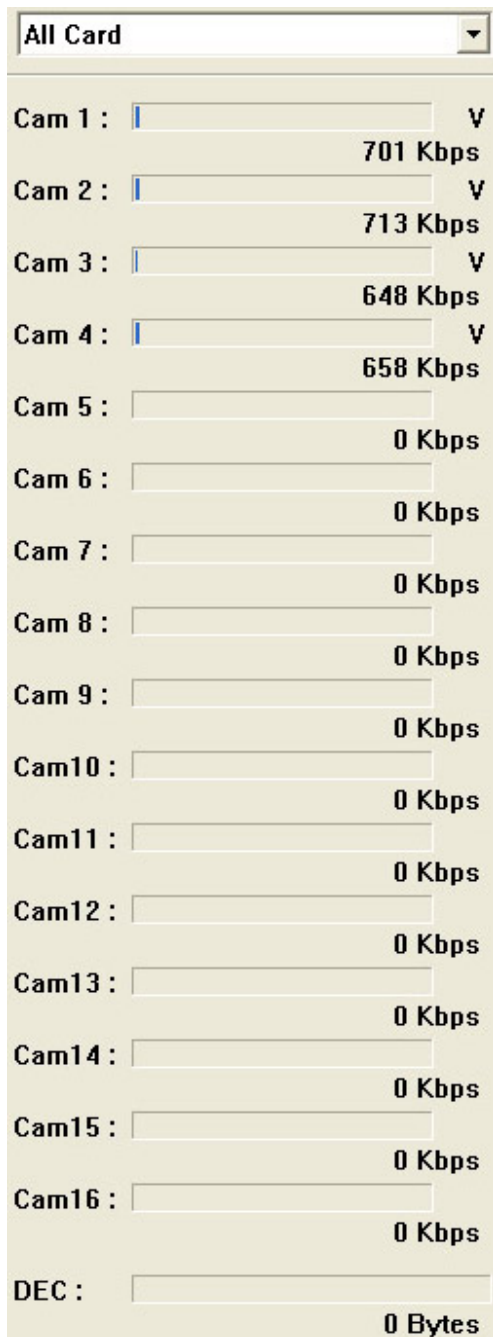 All Card
Cam 1 : V
701 Kbps
Cam 2 : V
713 Kbps
Cam 3 : V
648 Kbps
Cam 4 : V
658 Kbps
Cam 5 :
0 Kbps
Cam 6 :
0 Kbps
Cam 7 :
0 Kbps
Cam 8 :
0 Kbps
Cam 9 :
0 Kbps
Cam10 :
0 Kbps
Cam11 :
0 Kbps
Cam12 :
0 Kbps
Cam13 :
0 Kbps
Cam14 :
0 Kbps
Cam15 :
0 Kbps
Cam16 :
0 Kbps
DEC :
0 Bytes